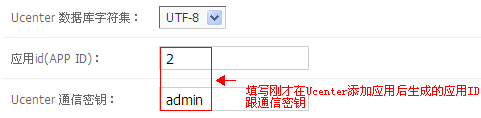 Ucenter 数据库字符集： UTF-8
应用id(APP ID)： 2
填写刚才在Ucenter添加应用后生成的应用ID
跟通信密钥
Ucenter 通信密钥： admin